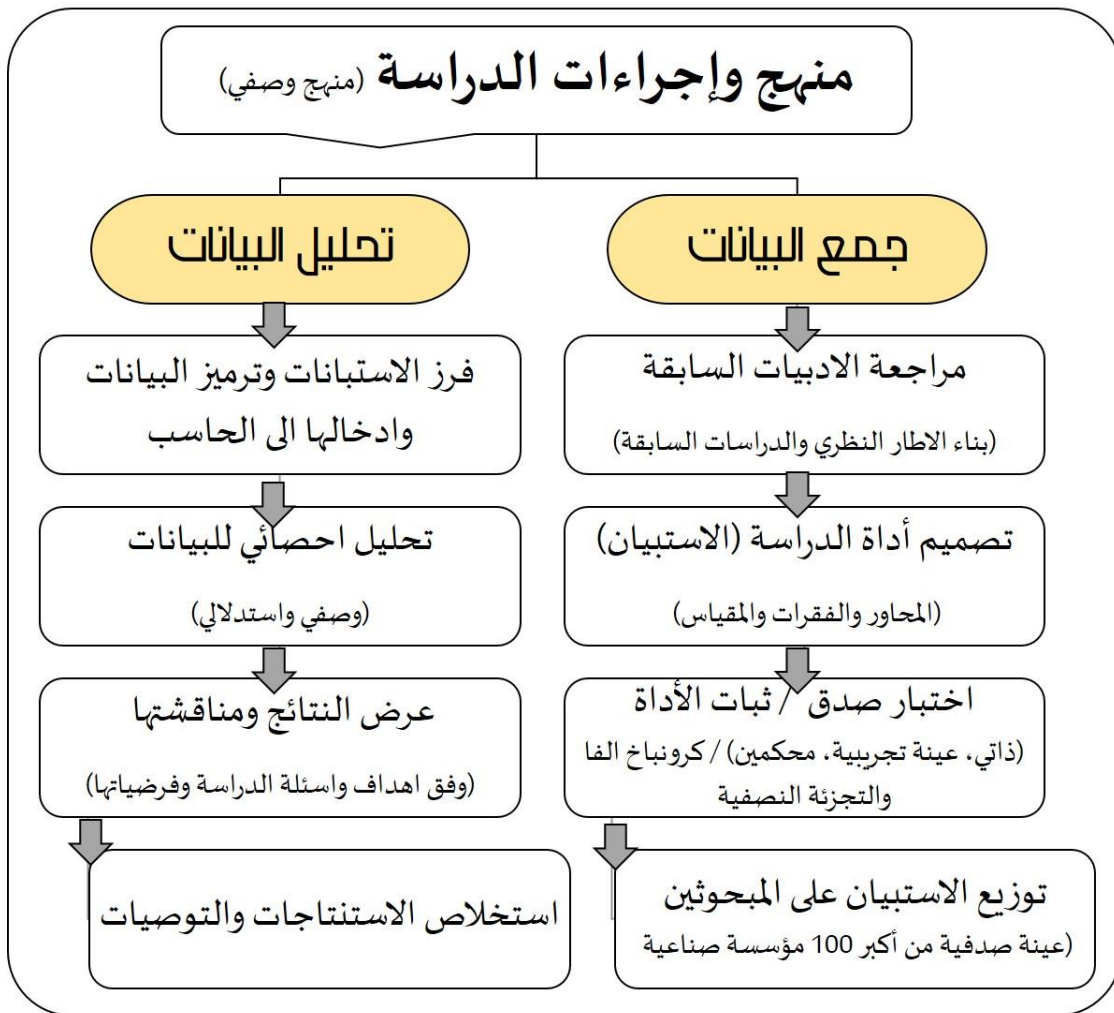 منهج وإجراءات الدراسة (منهج وصفي)
جمع البيانات
مراجعة الادبيات السابقة
(بناء الاطار النظري والدراسات السابقة)
تصميم أداة الدراسة (الاستبيان)
(المحاور والفقرات والمقياس)
اختبار صدق / ثبات الأداة
(ذاتي، عينة تجريبية، محكمين) / كرونباخ الفا
والتجزئة النصفية
توزيع الاستبيان على المبحوثين
(عينة صدفية من أكبر 100 مؤسسة صناعية
تحليل البيانات
فرز الاستبانات وترميز البيانات
وادخالها الى الحاسب
تحليل احصائي للبيانات
(وصفي واستدلالي)
عرض النتائج ومناقشتها
(وفق اهداف واسئلة الدراسة وفرضياتها)
استخلاص الاستنتاجات والتوصيات